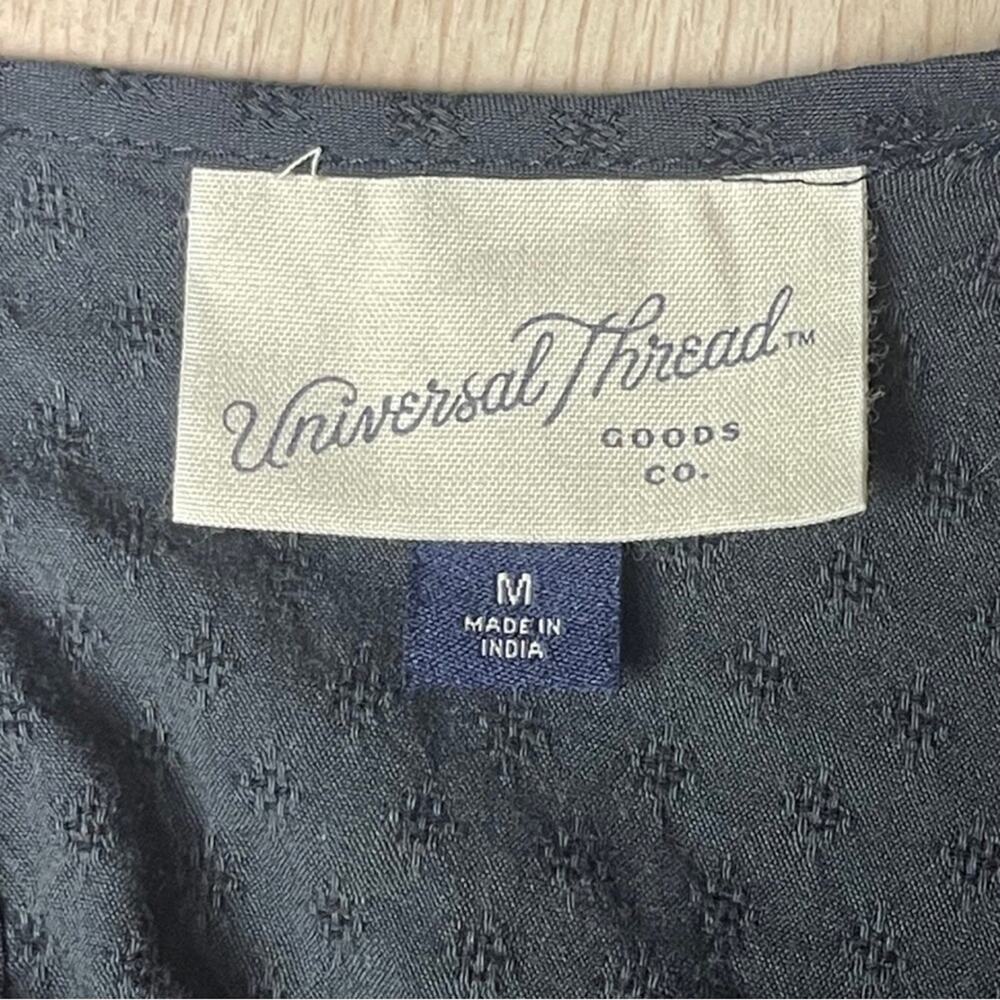 Universal Thread™
GOODS
CO.
M
MADE IN
INDIA